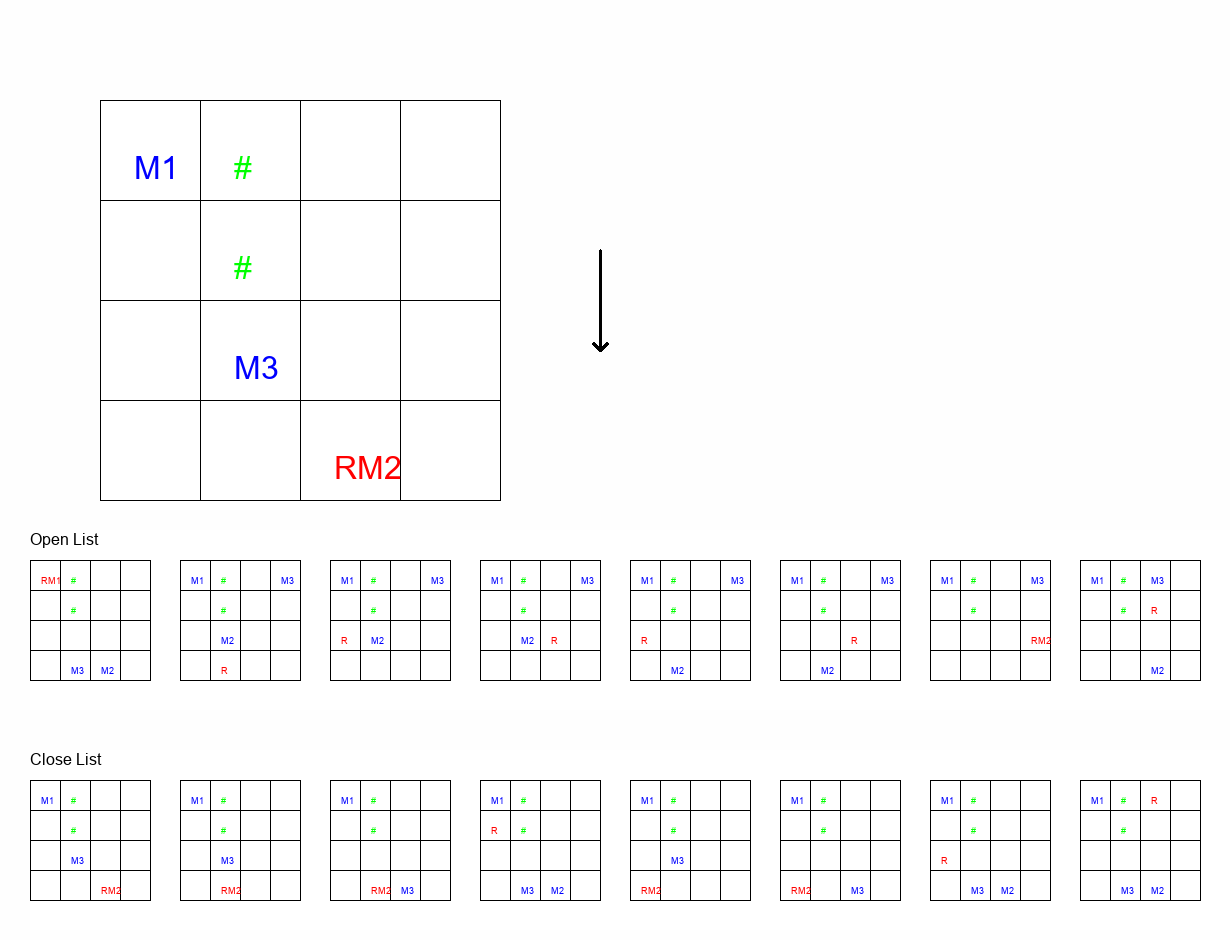 M1 #
#
M3
RM2
Open List
RM1 # M1 # M3 M1 # M3 M1 # M3 M1 # M3 M1 # M3 M1 # M3 M1 # M3
# # # # # # # # R
M2 R M2 M2 R R R RM2
M3 M2 R M2 M2 M2
Close List
M1 # M1 # M1 # M1 # M1 # M1 # M1 # M1 # R
# # # R # # # # #
M3 M3 M3 R
RM2 RM2 RM2 M3 M3 M2 RM2 RM2 M3 M3 M2 M3 M2